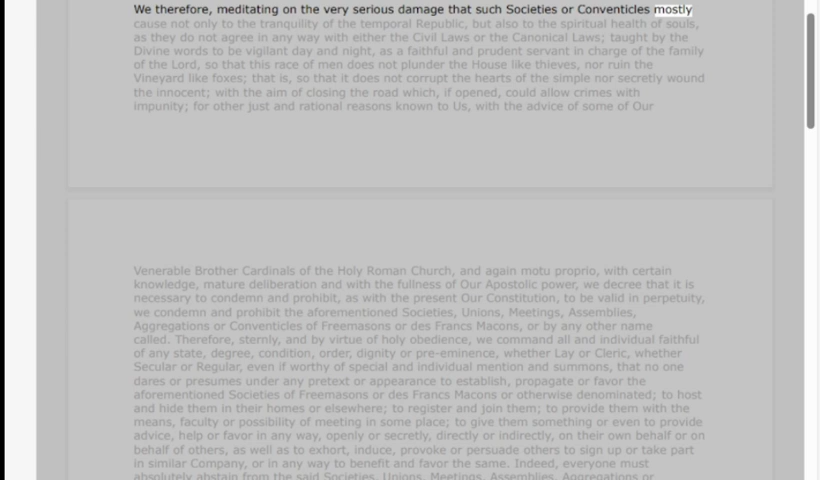 We therefore, meditating on the very serious damage that such Societies or Conventicles mostly
cause not only to the tranquility of the temporal Republic, but also to the spiritual health of souls,
as they do not agree in any way with either the Civil Laws or the Canonical Laws; taught by the
Divine words to be vigilant day and night, as a faithful and prudent servant in charge of the family
of the Lord, so that this race of men does not plunder the House like thieves, nor ruin the
Vineyard like foxes; that is, so that it does not corrupt the hearts of the simple nor secretly wound
the innocent; with the aim of closing the road which, if opened, could allow crimes with
impunity; for other just and rational reasons known to Us, with the advice of some of Our
Venerable Brother Cardinals of the Holy Roman Church, and again motu proprio, with certain
knowledge, mature deliberation and with the fullness of Our Apostolic power, we decree that it is
necessary to condemn and prohibit, as with the present Our Constitution, to be valid in perpetuity,
we condemn and prohibit the aforementioned Societies, Unions, Meetings, Assemblies,
Aggregations or Conventicles of Freemasons or des Francs Macons, or by any other name
called. Therefore, sternly, and by virtue of holy obedience, we command all and individual faithful
of any state, degree, condition, order, dignity or pre-eminence, whether Lay or Cleric, whether
Secular or Regular, even if worthy of special and individual mention and summons, that no one
dares or presumes under any pretext or appearance to establish, propagate or favor the
aforementioned Societies of Freemasons or des Francs Macons or otherwise denominated; to host
and hide them in their homes or elsewhere; to register and join them; to provide them with the
means, faculty or possibility of meeting in some place; to give them something or even to provide
advice, help or favor in any way, openly or secretly, directly or indirectly, on their own behalf or on
behalf of others, as well as to exhort, induce, provoke or persuade others to sign up or take part
in similar Company, or in any way to benefit and favor the same. Indeed, everyone must
absolutely abstain from the said Societies, Unions, Meetings, Assemblies, Aggregations or